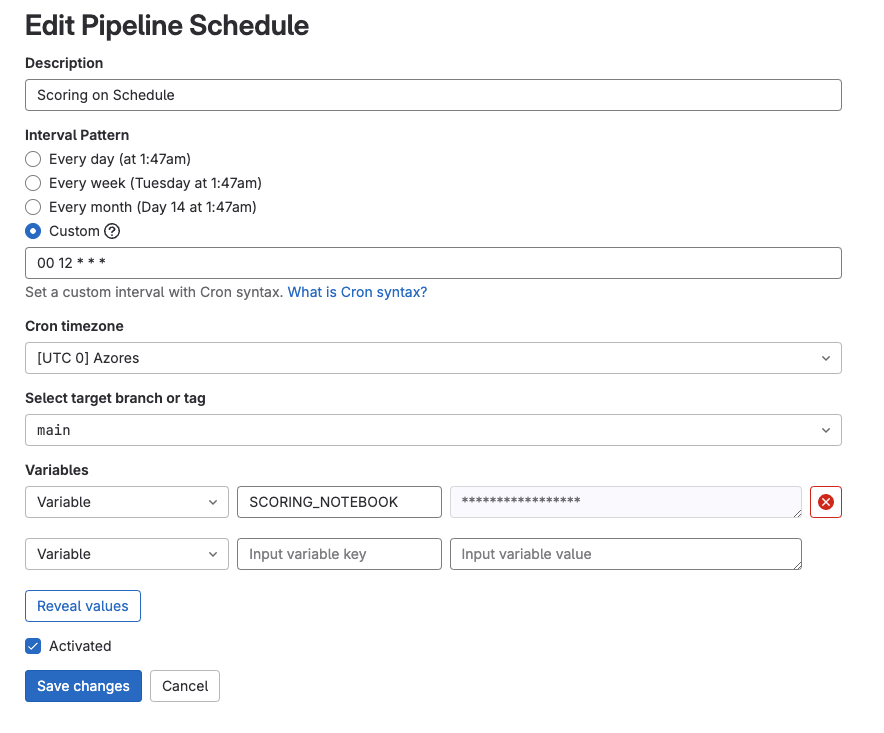 Edit Pipeline Schedule
Description
Scoring on Schedule
Interval Pattern
Every day (at 1:47am)
Every week (Tuesday at 1:47am)
Every month (Day 14 at 1:47am)
Custom
00 12 * * *
Set a custom interval with Cron syntax. What is Cron syntax?
Cron timezone
[UTC 0] Azores
Select target branch or tag
main
Variables
Variable SCORING_NOTEBOOK *****************
Variable Input variable key Input variable value
Reveal values
Activated
Save changes Cancel